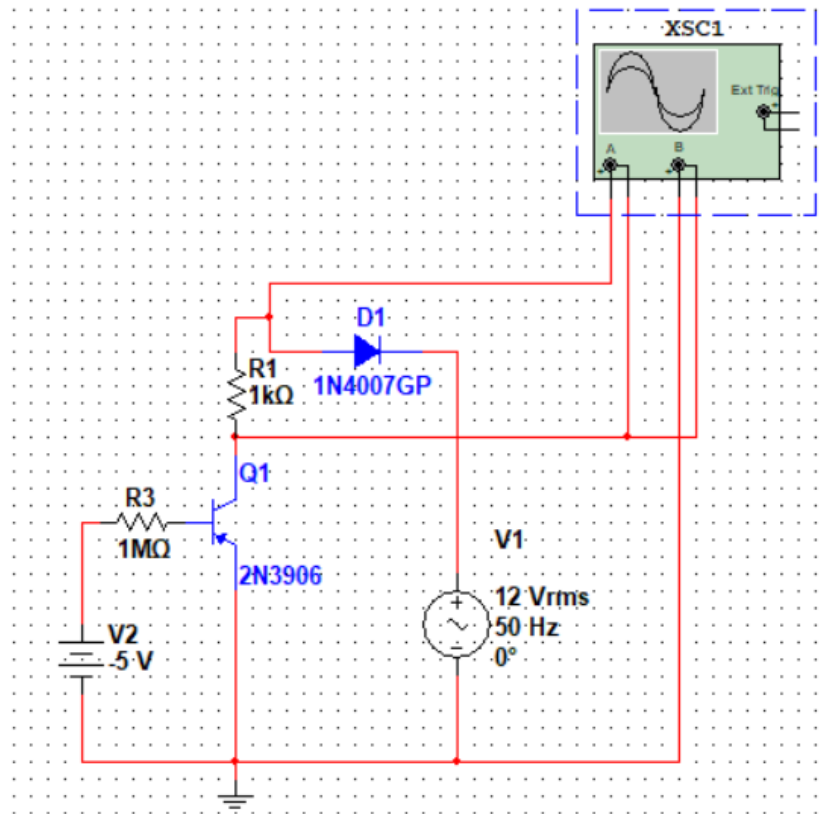 XSC1
Ext Trig
+
A
B
+
+
D1
1N4007GP
R1
1kΩ
Q1
R3
1MΩ
2N3906
V1
12 Vrms
50 Hz
0°
V2
-5 V